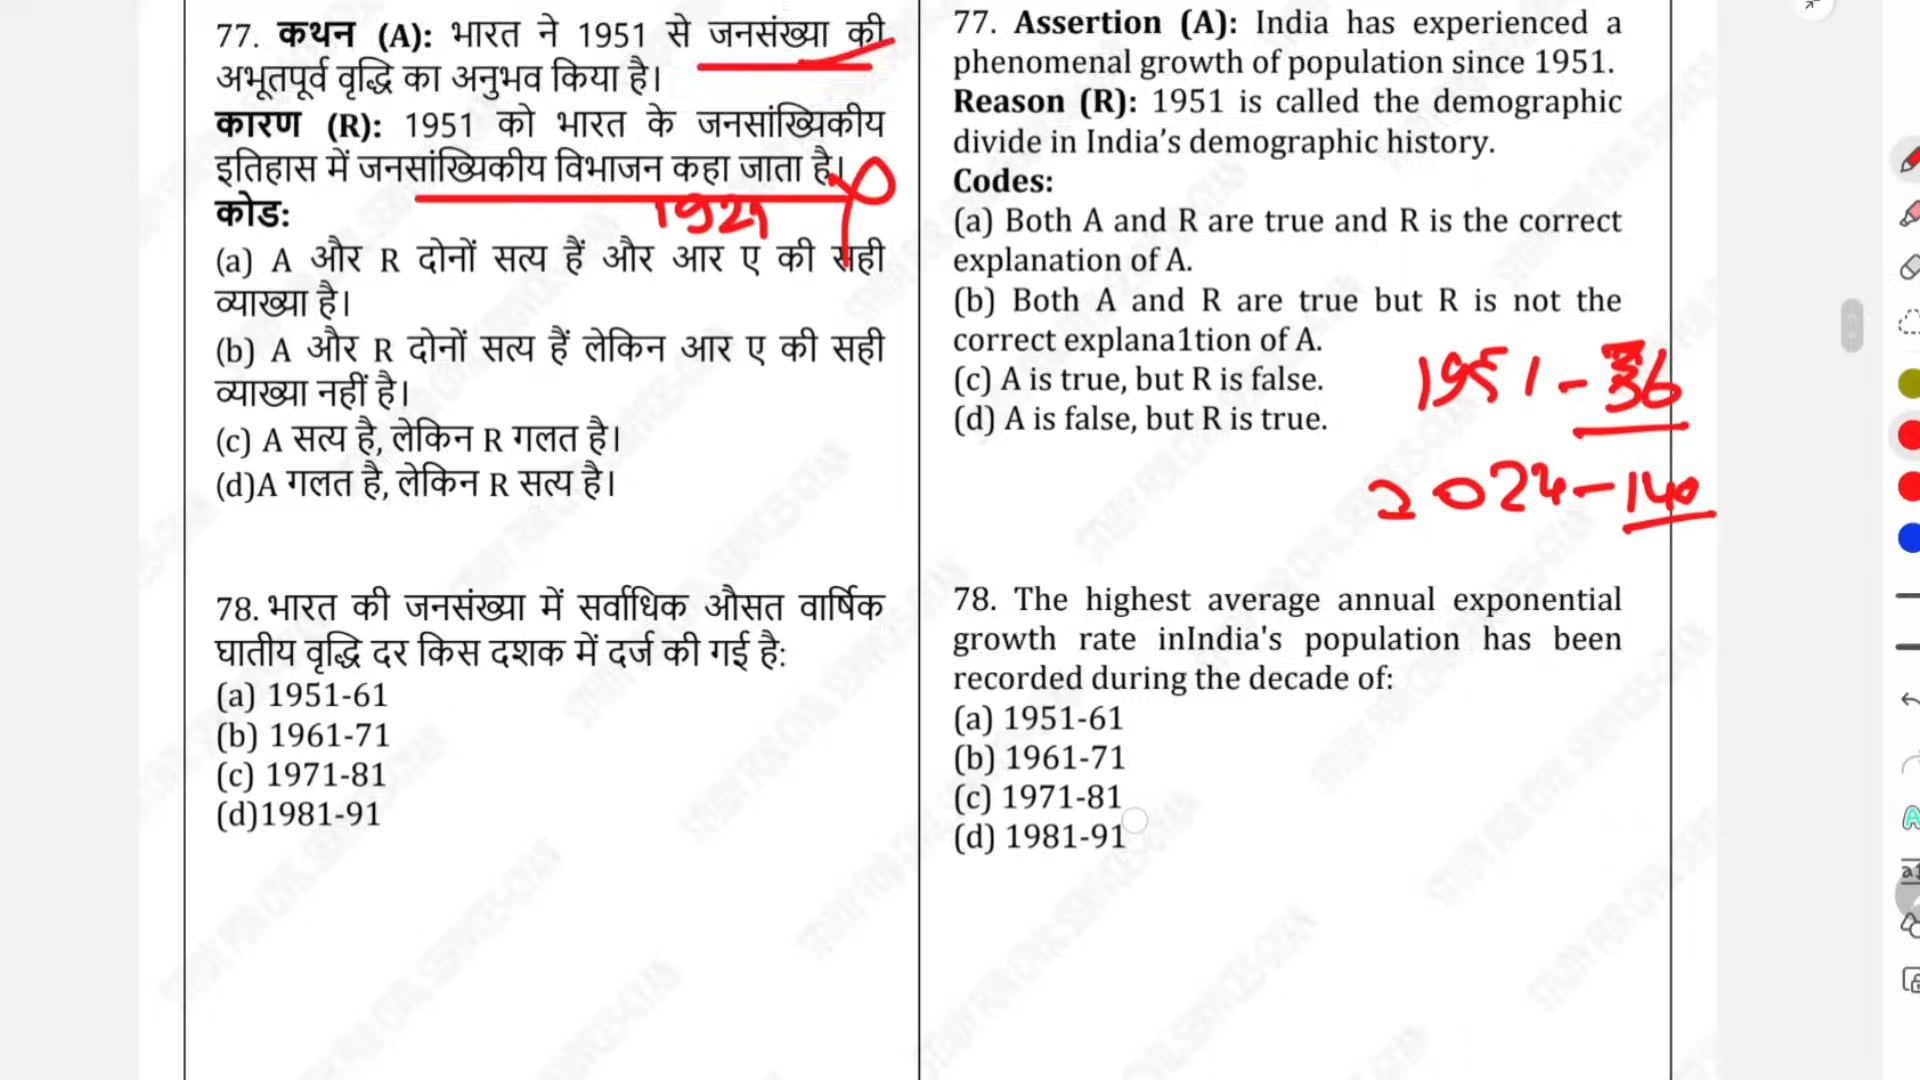 77. कथन (A): भारत ने 1951 से जनसंख्या की
अभूतपूर्व वृद्धि का अनुभव किया है।
कारण (R): 1951 को भारत के जनसांख्यिकीय
इतिहास में जनसांख्यिकीय विभाजन कहा जाता है।
1921
कोड:
(a) A और R दोनों सत्य हैं और आर ए की सही
व्याख्या है।
(b) A और R दोनों सत्य हैं लेकिन आर ए की सही
व्याख्या नहीं है।
(c) A सत्य है, लेकिन R गलत है।
(d)A गलत है, लेकिन R सत्य है।
78. भारत की जनसंख्या में सर्वाधिक औसत वार्षिक
घातीय वृद्धि दर किस दशक में दर्ज की गई है:
(a) 1951-61
(b) 1961-71
(c) 1971-81
(d)1981-91
77. Assertion (A): India has experienced a
phenomenal growth of population since 1951.
Reason (R): 1951 is called the demographic
divide in India’s demographic history.
Codes:
(a) Both A and R are true and R is the correct
explanation of A.
(b) Both A and R are true but R is not the
correct explana1tion of A.
(c) A is true, but R is false.
(d) A is false, but R is true.
1951-36
2024-140
78. The highest average annual exponential
growth rate inIndia's population has been
recorded during the decade of:
(a) 1951-61
(b) 1961-71
(c) 1971-81
(d) 1981-91
STUDY FOR CIVIL SERVICES-GYAN